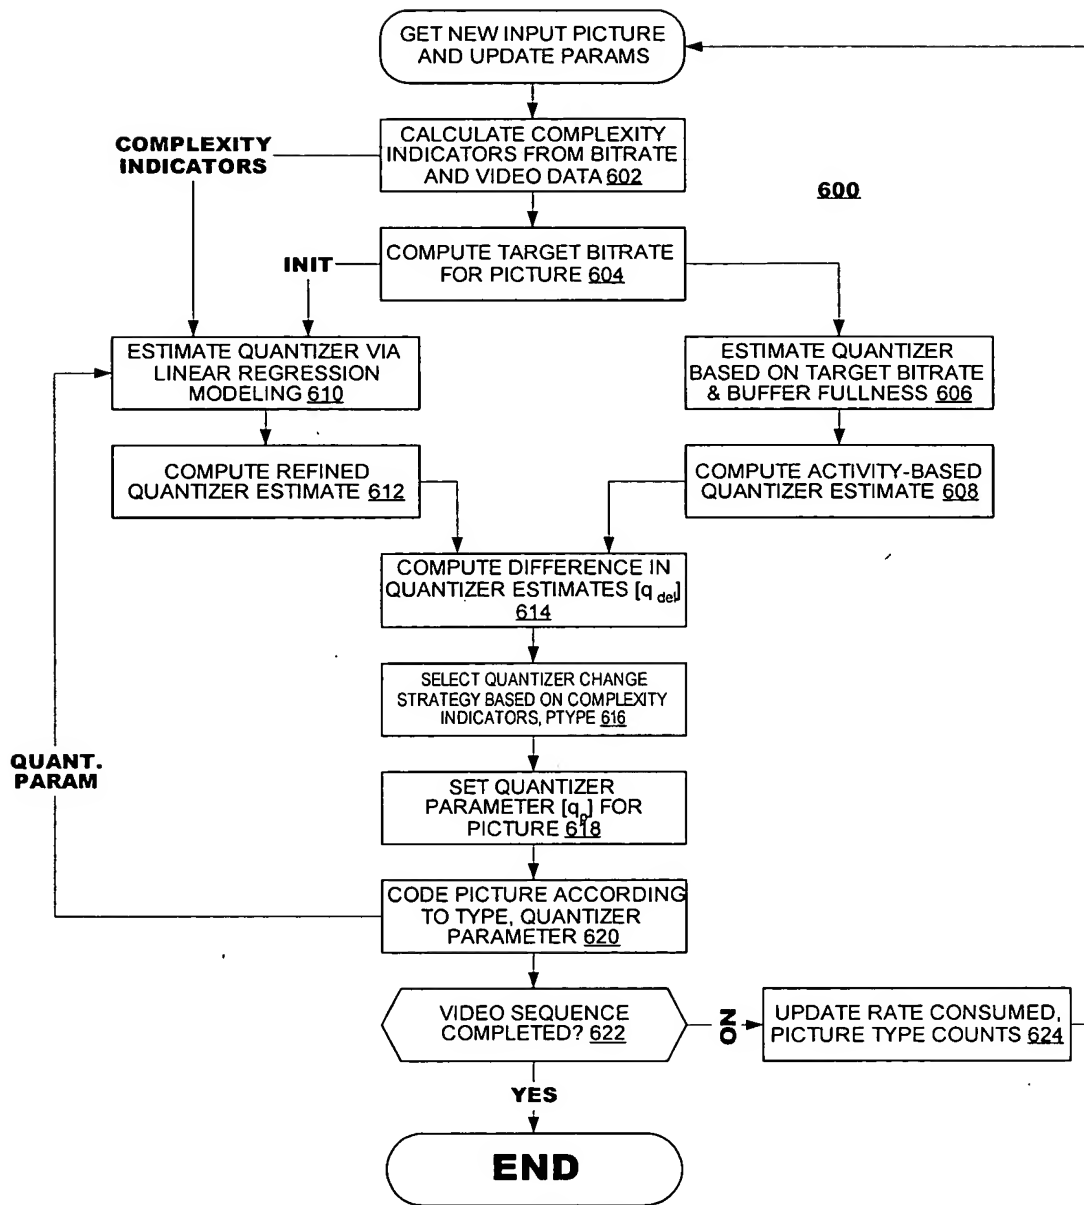 GET NEW INPUT PICTURE
AND UPDATE PARAMS
CALCULATE COMPLEXITY
INDICATORS FROM BITRATE
AND VIDEO DATA 602
COMPLEXITY
INDICATORS
600
COMPUTE TARGET BITRATE
FOR PICTURE 604
INIT
ESTIMATE QUANTIZER VIA
LINEAR REGRESSION
MODELING 610
ESTIMATE QUANTIZER
BASED ON TARGET BITRATE
& BUFFER FULLNESS 606
COMPUTE REFINED
QUANTIZER ESTIMATE 612
COMPUTE ACTIVITY-BASED
QUANTIZER ESTIMATE 608
COMPUTE DIFFERENCE IN
QUANTIZER ESTIMATES [q del]
614
SELECT QUANTIZER CHANGE
STRATEGY BASED ON COMPLEXITY
INDICATORS, PTYPE 616
QUANT.
PARAM
SET QUANTIZER
PARAMETER [qp] FOR
PICTURE 618
CODE PICTURE ACCORDING
TO TYPE, QUANTIZER
PARAMETER 620
VIDEO SEQUENCE
COMPLETED? 622
NO
UPDATE RATE CONSUMED,
PICTURE TYPE COUNTS 624
YES
END